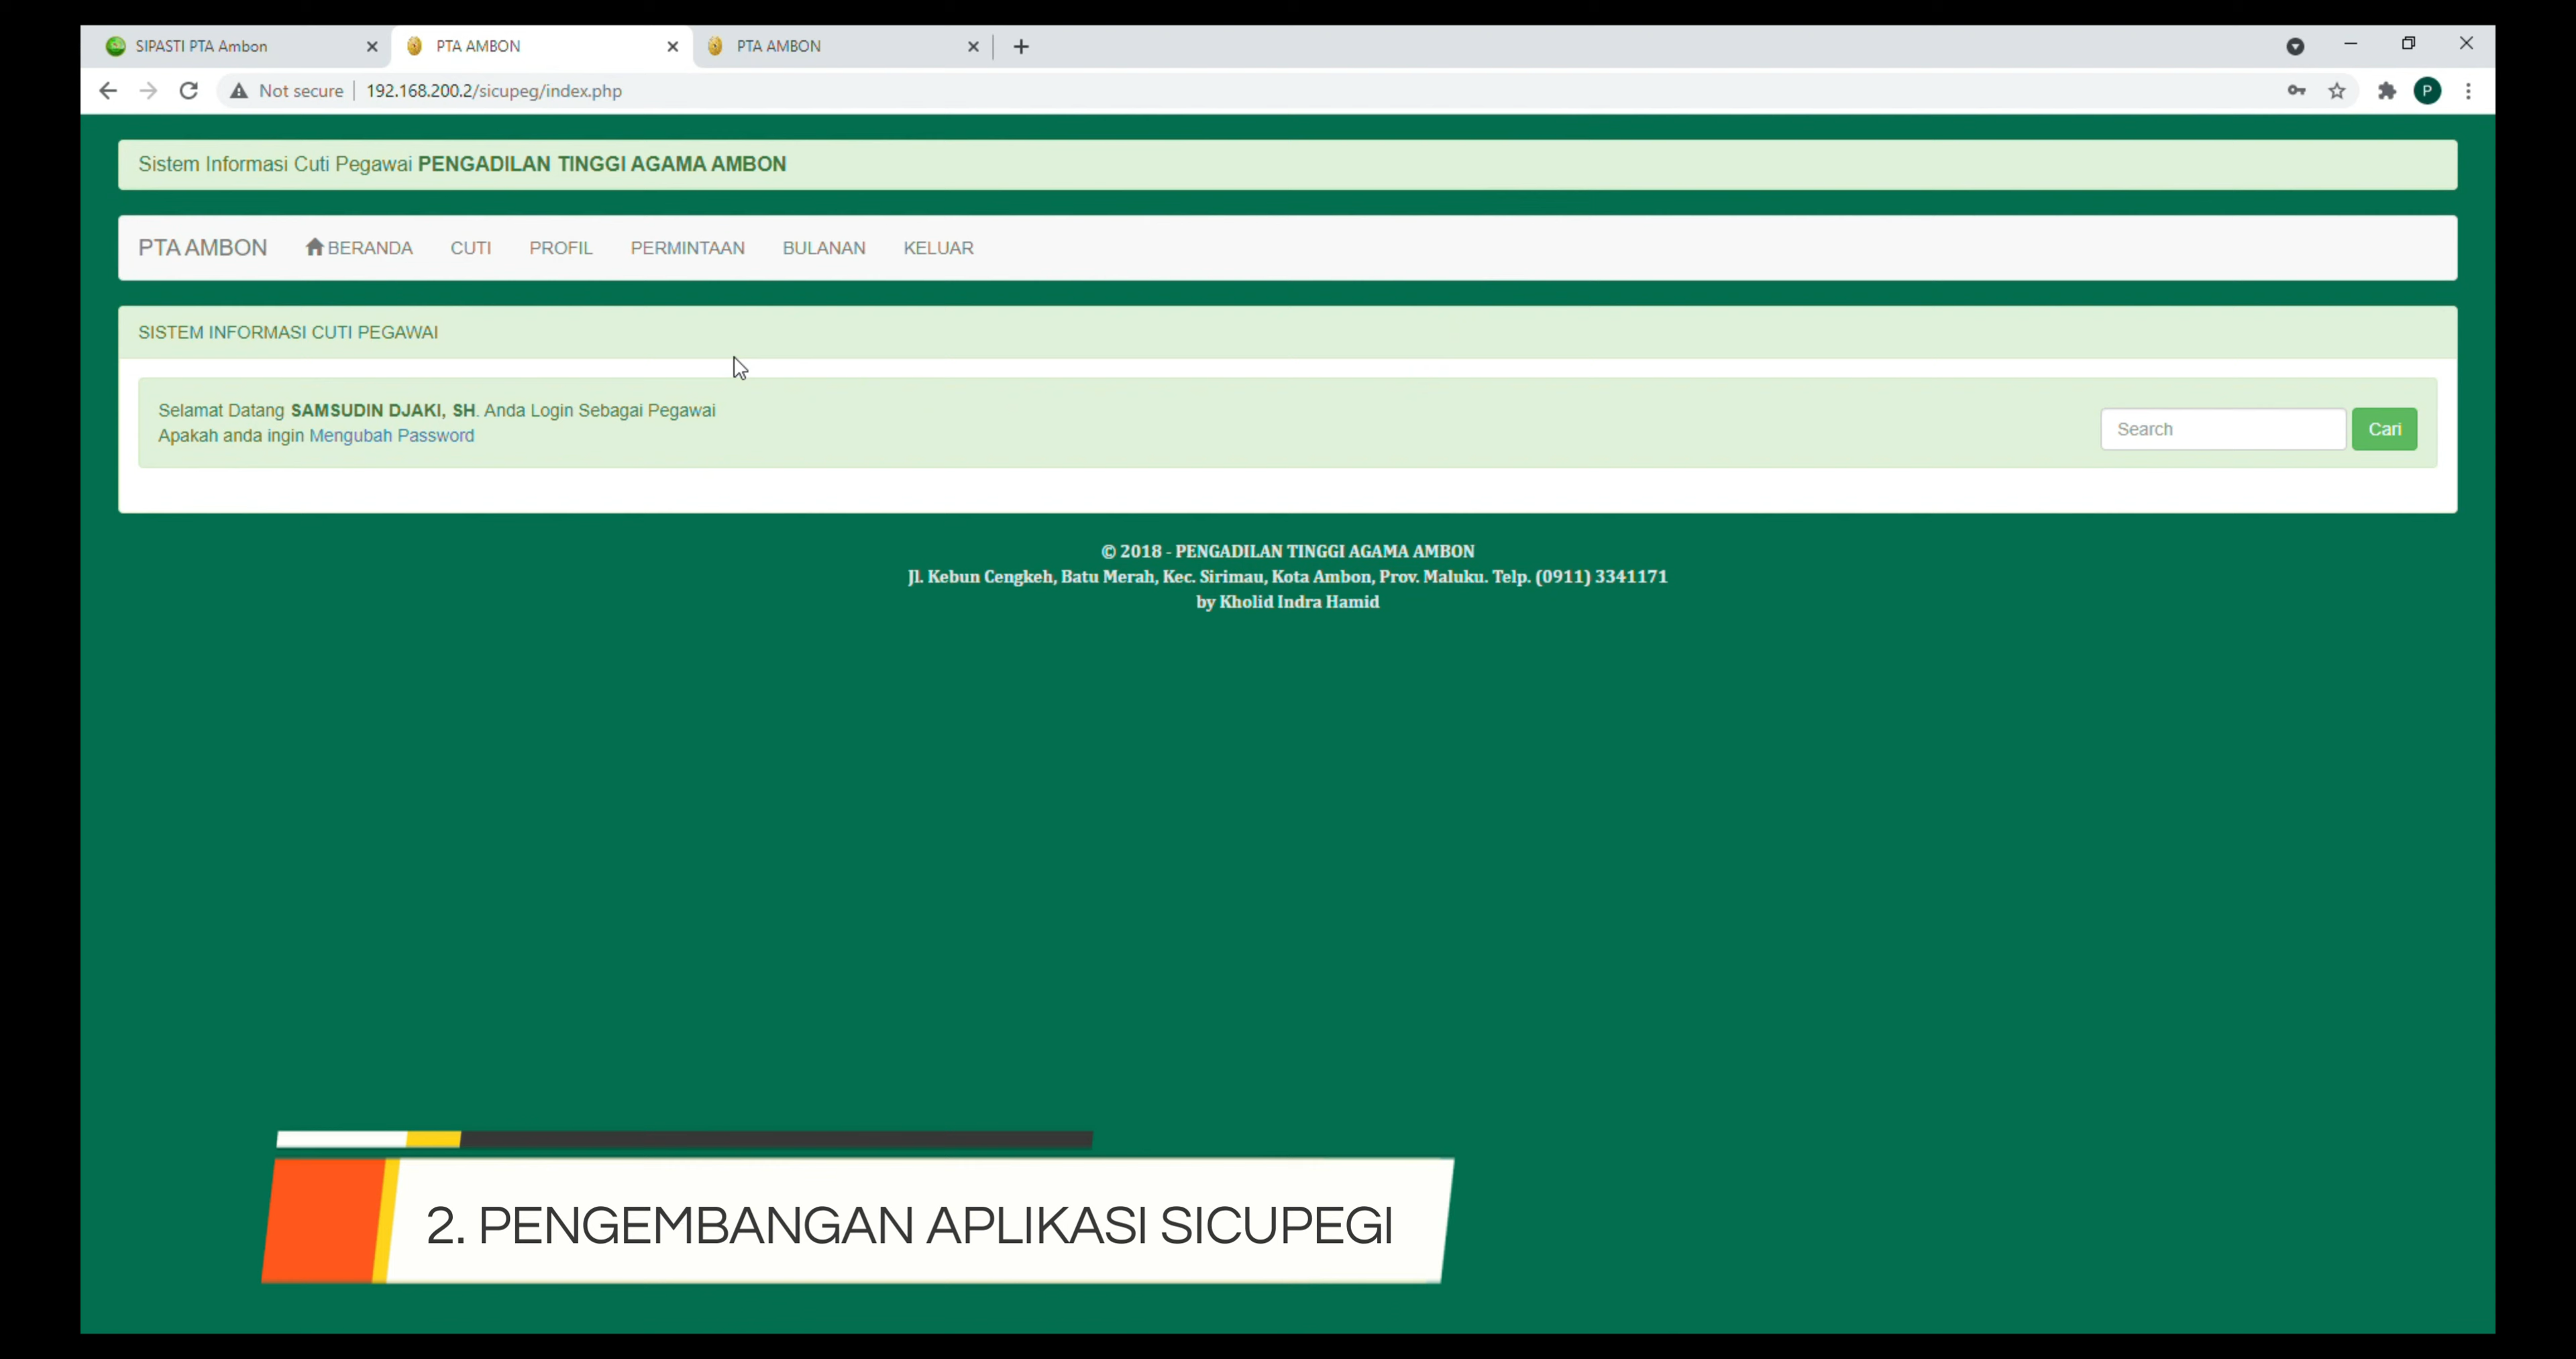 SIPASTI PTA Ambon
PTA AMBON
PTA AMBON
Not secure
192.168.200.2/sicupeg/index.php
P
Sistem Informasi Cuti Pegawai PENGADILAN TINGGI AGAMA AMBON
PTA AMBON BERANDA CUTI PROFIL PERMINTAAN BULANAN KELUAR
SISTEM INFORMASI CUTI PEGAWAI
Selamat Datang SAMSUDIN DJAKI, SH. Anda Login Sebagai Pegawai
Apakah anda ingin Mengubah Password
Search
Cari
© 2018 - PENGADILAN TINGGI AGAMA AMBON
Jl. Kebun Cengkeh, Batu Merah, Kec. Sirimau, Kota Ambon, Prov. Maluku. Telp. (0911) 3341171
by Kholid Indra Hamid
2. PENGEMBANGAN APLIKASI SICUPEGI